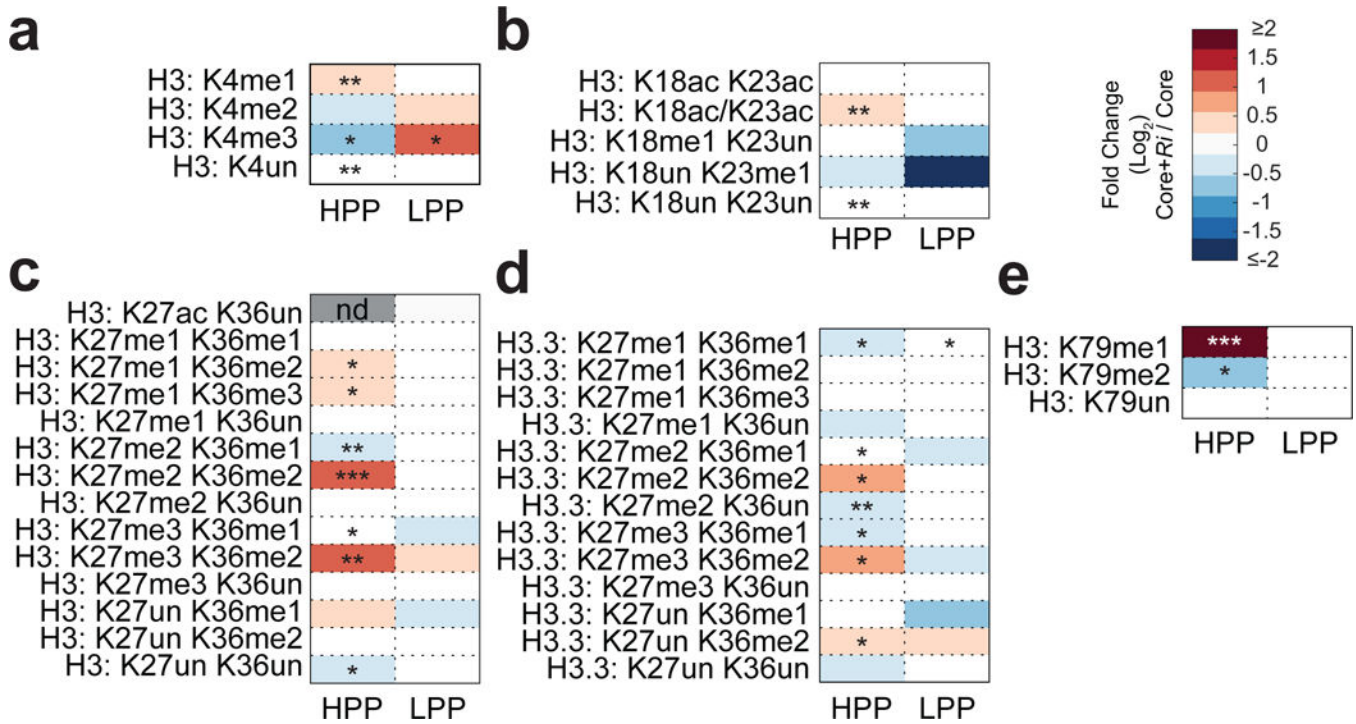 a
H3: K4me1
**
H3: K4me2
H3: K4me3
*
*
H3: K4un
**
HPP
LPP
b
H3: K18ac K23ac
H3: K18ac/K23ac
**
H3: K18me1 K23un
H3: K18un K23me1
H3: K18un K23un
**
HPP
LPP
Fold Change
(Log2)
Core+Ri / Core
≥2
1.5
1
0.5
0
-0.5
-1
-1.5
≤-2
c
H3: K27ac K36un
nd
H3: K27me1 K36me1
H3: K27me1 K36me2
*
H3: K27me1 K36me3
*
H3: K27me1 K36un
H3: K27me2 K36me1
**
H3: K27me2 K36me2
***
H3: K27me2 K36un
H3: K27me3 K36me1
*
H3: K27me3 K36me2
**
H3: K27me3 K36un
H3: K27un K36me1
H3: K27un K36me2
H3: K27un K36un
*
HPP
LPP
d
H3.3: K27me1 K36me1
*
*
H3.3: K27me1 K36me2
H3.3: K27me1 K36me3
H3.3: K27me1 K36un
H3.3: K27me2 K36me1
*
H3.3: K27me2 K36me2
*
H3.3: K27me2 K36un
**
H3.3: K27me3 K36me1
*
H3.3: K27me3 K36me2
*
H3.3: K27me3 K36un
H3.3: K27un K36me1
H3.3: K27un K36me2
*
H3.3: K27un K36un
HPP
LPP
e
H3: K79me1
***
H3: K79me2
*
H3: K79un
HPP
LPP